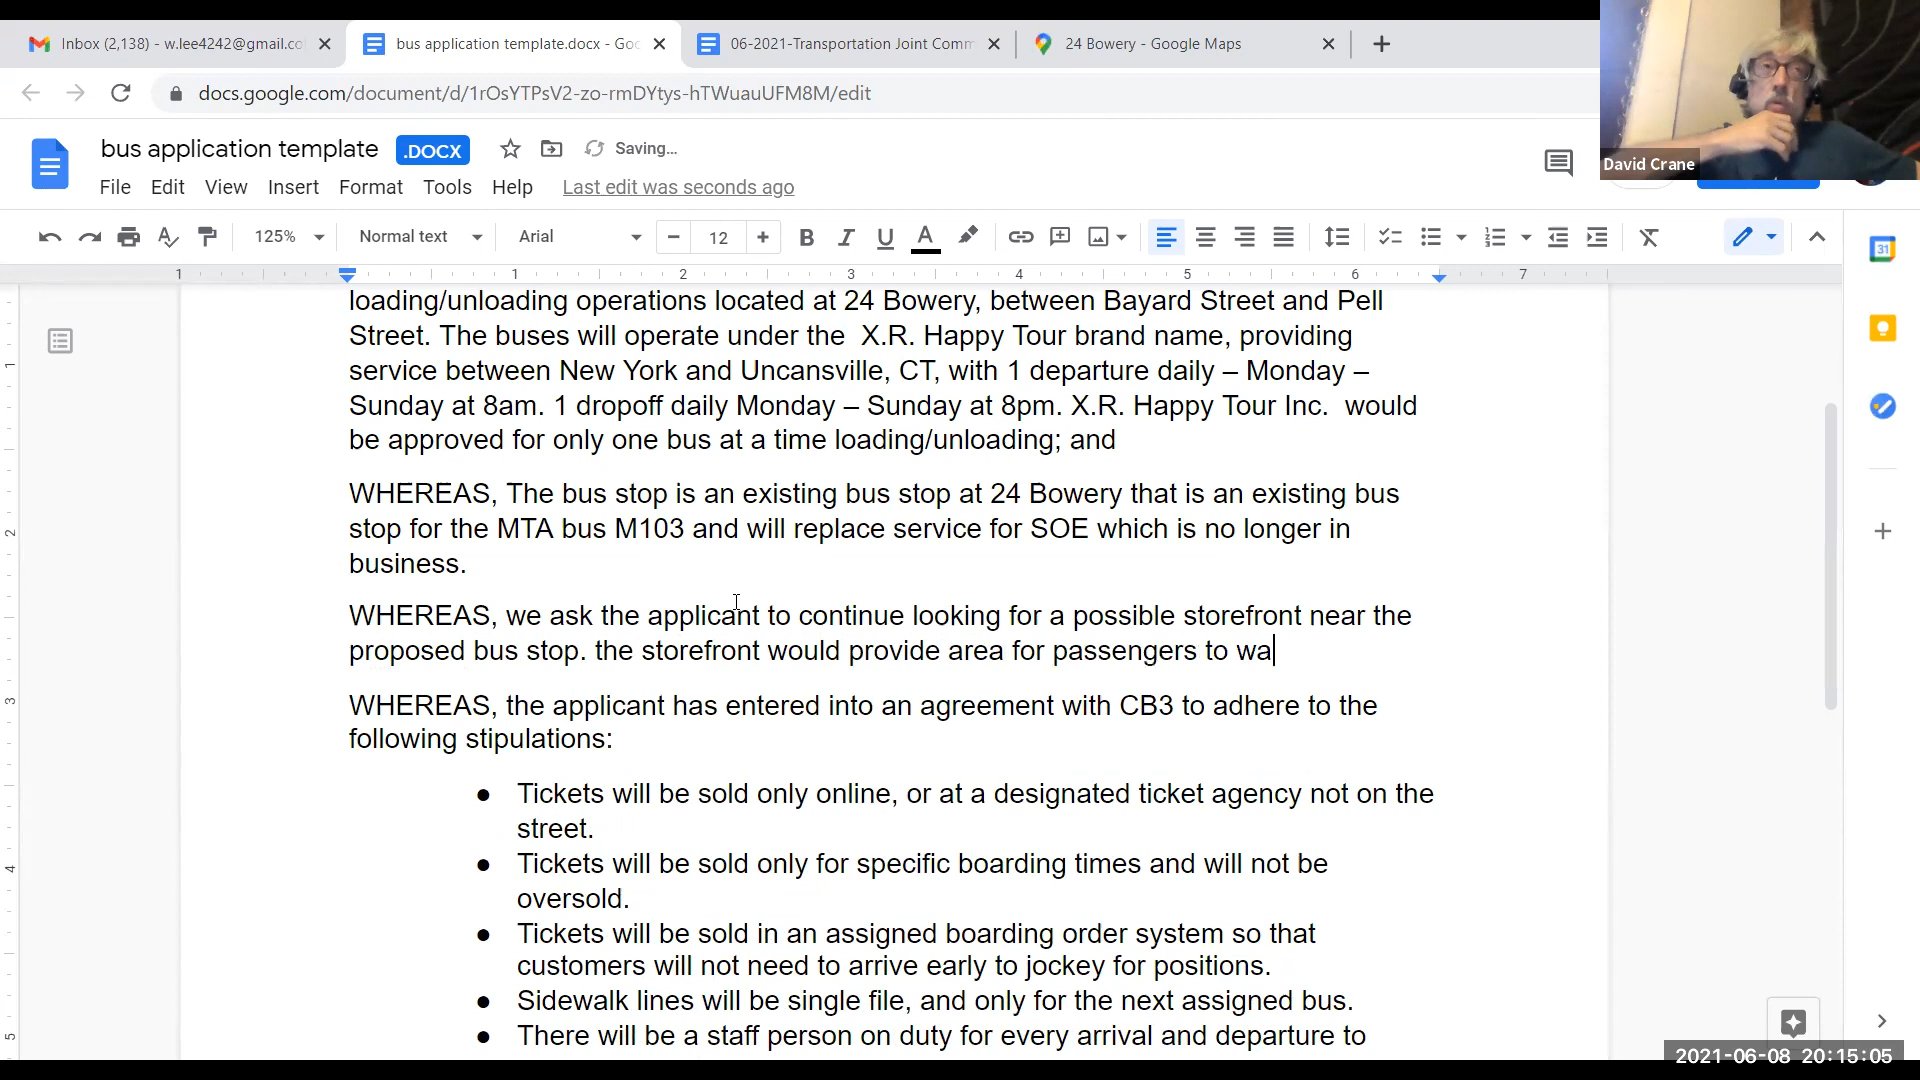 Inbox (2,138) - w.lee4242@gmail.co
bus application template.docx - Goo
06-2021-Transportation Joint Comm
24 Bowery - Google Maps
docs.google.com/document/d/1rOsYTPsV2-zo-rmDYtys-hTWuauUFM8M/edit
bus application template
.DOCX
Saving...
File Edit View Insert Format Tools Help Last edit was seconds ago
David Crane
125% Normal text Arial 12
1 1 2 3 4 5 6 7
loading/unloading operations located at 24 Bowery, between Bayard Street and Pell
Street. The buses will operate under the  X.R. Happy Tour brand name, providing
service between New York and Uncansville, CT, with 1 departure daily – Monday –
Sunday at 8am. 1 dropoff daily Monday – Sunday at 8pm. X.R. Happy Tour Inc.  would
be approved for only one bus at a time loading/unloading; and
WHEREAS, The bus stop is an existing bus stop at 24 Bowery that is an existing bus
stop for the MTA bus M103 and will replace service for SOE which is no longer in
business.
WHEREAS, we ask the applicant to continue looking for a possible storefront near the
proposed bus stop. the storefront would provide area for passengers to wa
WHEREAS, the applicant has entered into an agreement with CB3 to adhere to the
following stipulations:
● Tickets will be sold only online, or at a designated ticket agency not on the
street.
● Tickets will be sold only for specific boarding times and will not be
oversold.
● Tickets will be sold in an assigned boarding order system so that
customers will not need to arrive early to jockey for positions.
● Sidewalk lines will be single file, and only for the next assigned bus.
● There will be a staff person on duty for every arrival and departure to
1
2
3
4
5
31
2021-06-08 20:15:05